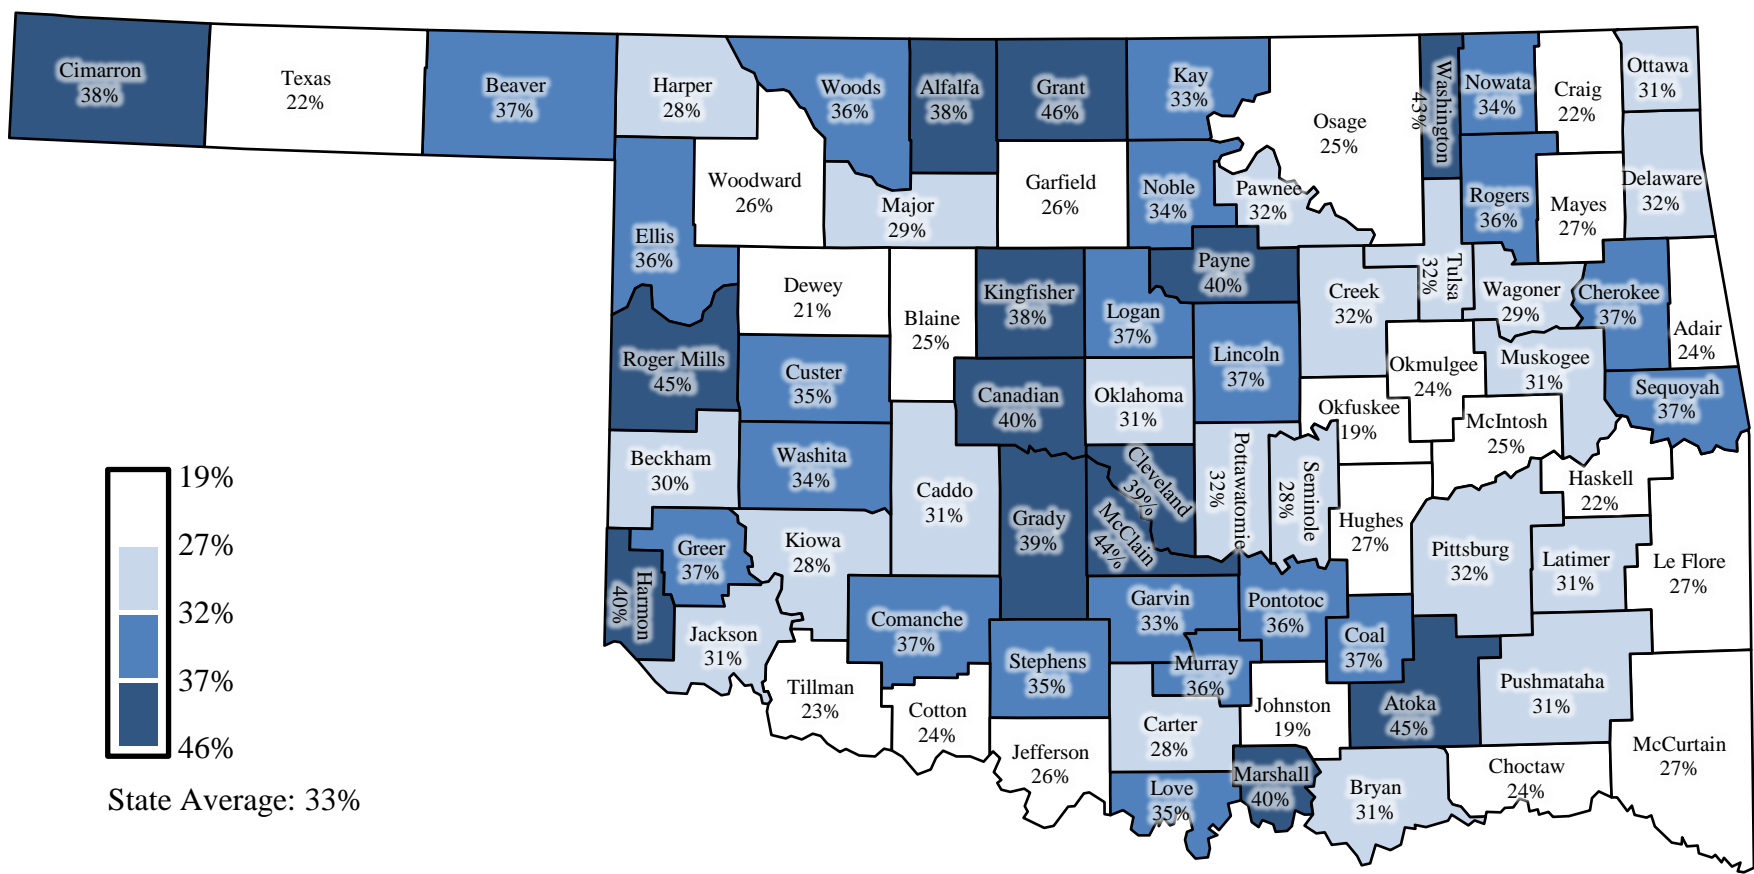 Cimarron
38%
Texas
22%
Beaver
37%
Harper
28%
Woods
36%
Alfalfa
38%
Grant
46%
Kay
33%
Osage
25%
Washington
43%
Nowata
34%
Craig
22%
Ottawa
31%
Woodward
26%
Major
29%
Garfield
26%
Noble
34%
Pawnee
32%
Rogers
36%
Mayes
27%
Delaware
32%
Ellis
36%
Dewey
21%
Blaine
25%
Kingfisher
38%
Logan
37%
Payne
40%
Creek
32%
Tulsa
32%
Wagoner
29%
Cherokee
37%
Adair
24%
Roger Mills
45%
Custer
35%
Canadian
40%
Oklahoma
31%
Lincoln
37%
Okmulgee
24%
Muskogee
31%
Sequoyah
37%
Okfuskee
19%
McIntosh
25%
Beckham
30%
Washita
34%
Caddo
31%
Grady
39%
Cleveland
39%
McClain
44%
Pottawatomie
32%
Seminole
28%
Hughes
27%
Haskell
22%
Pittsburg
32%
Latimer
31%
Le Flore
27%
Greer
37%
Kiowa
28%
Harmon
40%
Jackson
31%
Comanche
37%
Garvin
33%
Pontotoc
36%
Coal
37%
Stephens
35%
Murray
36%
Tillman
23%
Cotton
24%
Carter
28%
Johnston
19%
Atoka
45%
Pushmataha
31%
McCurtain
27%
Jefferson
26%
Love
35%
Marshall
40%
Bryan
31%
Choctaw
24%
19%
27%
32%
37%
46%
State Average: 33%